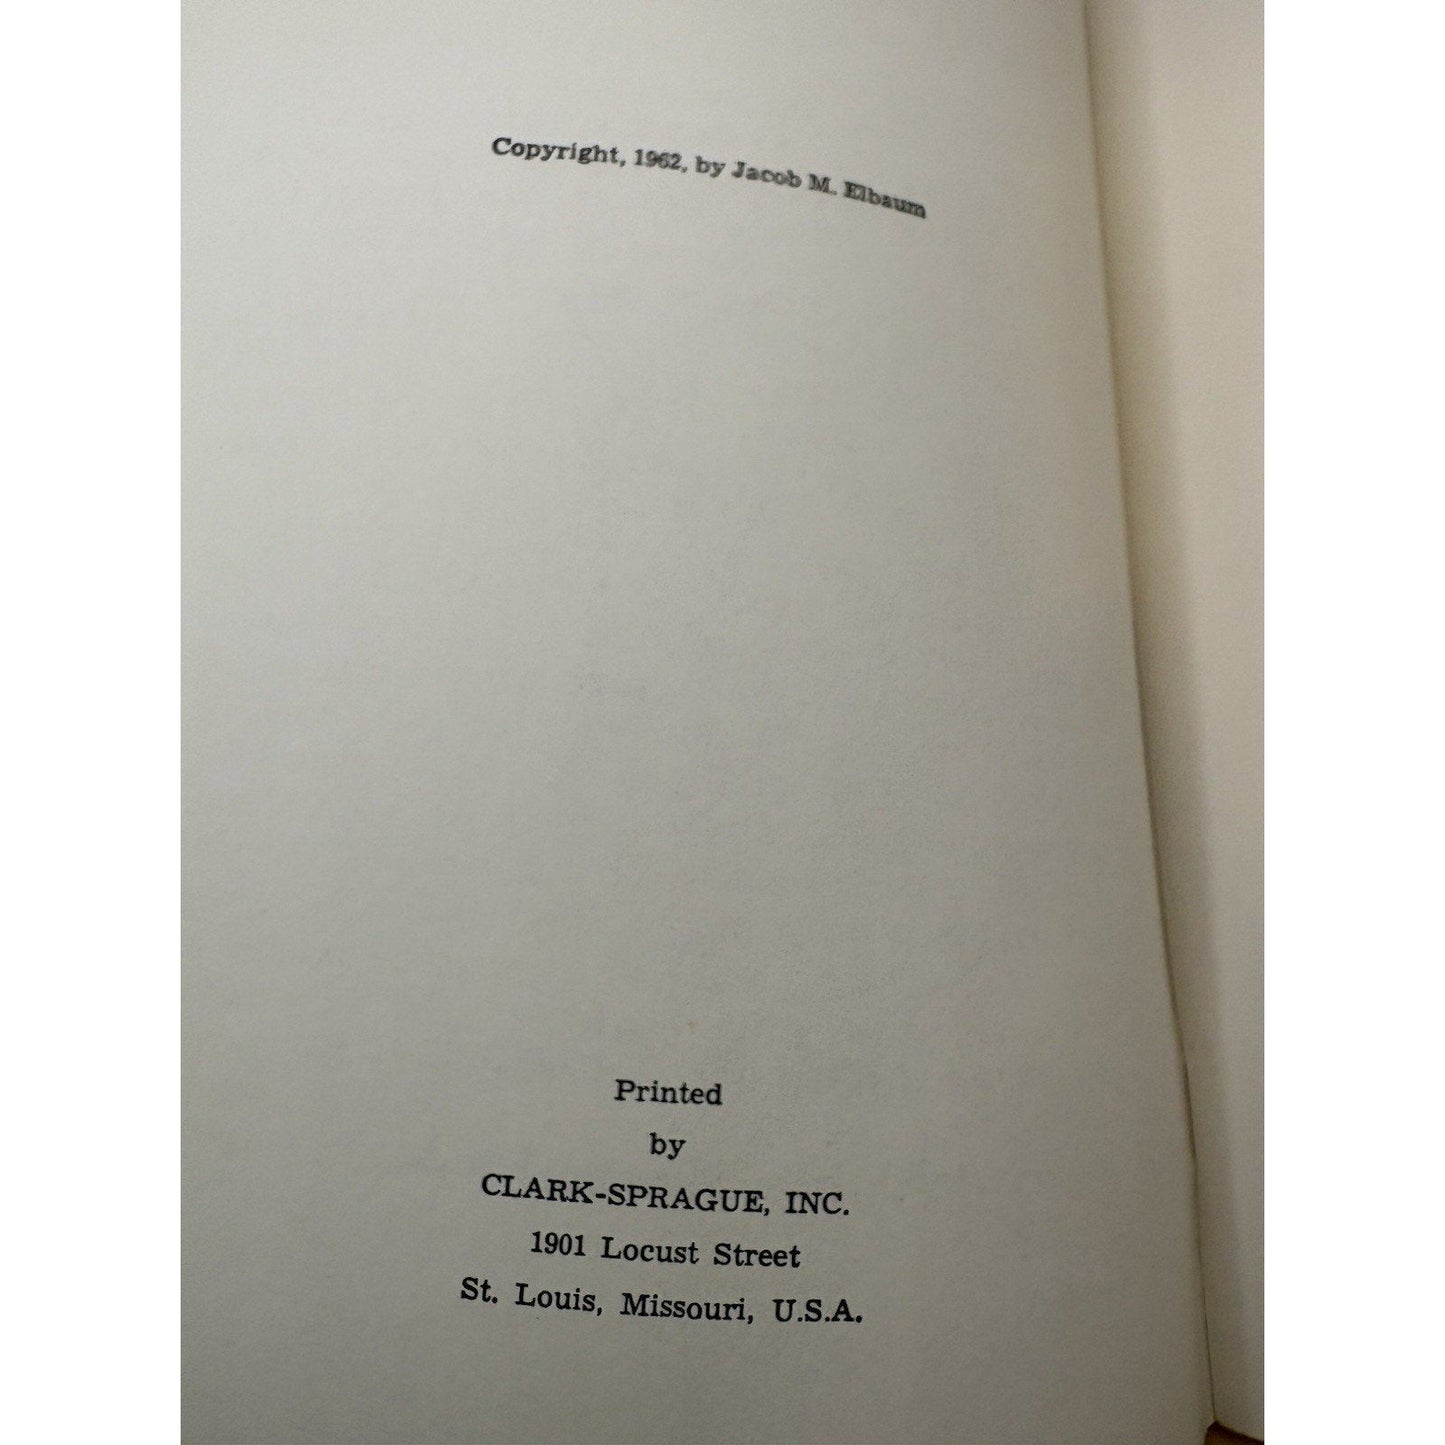 Copyright, 1962, by Jacob M. Elbaum
Printed
by
CLARK-SPRAGUE, INC.
1901 Locust Street
St. Louis, Missouri, U.S.A.